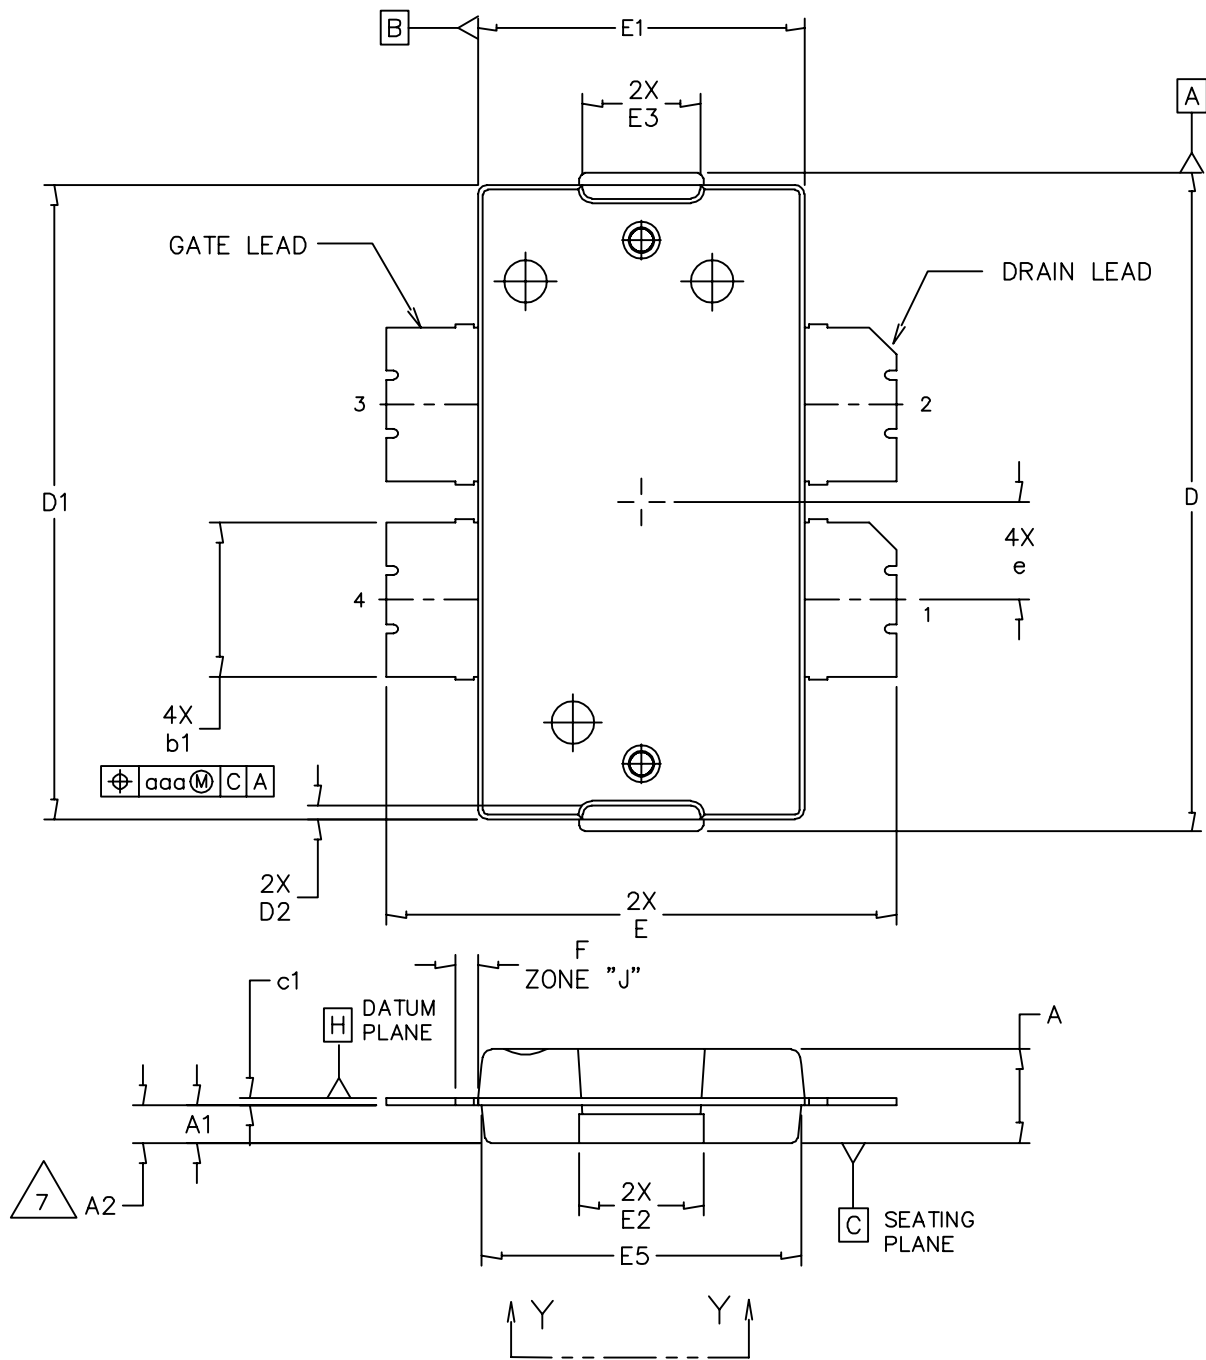 B
E1
2X
E3
A
GATE LEAD
DRAIN LEAD
3
2
D1
D
4X
e
4
1
4X
b1
⌖ aaa Ⓜ C A
2X
D2
2X
E
F
ZONE "J"
c1
H
DATUM
PLANE
A
A1
7
A2
2X
E2
C
SEATING
PLANE
E5
Y
Y